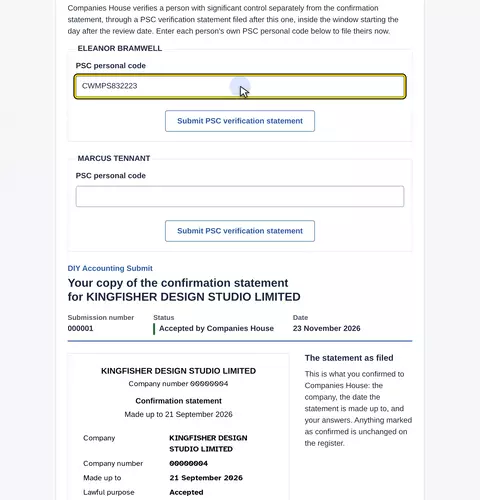 Companies House verifies a person with significant control separately from the confirmation
statement, through a PSC verification statement filed after this one, inside the window starting the
day after the review date. Enter each person's own PSC personal code below to file theirs now.
ELEANOR BRAMWELL
PSC personal code
CWMPS832223
Submit PSC verification statement
MARCUS TENNANT
PSC personal code
Submit PSC verification statement
DIY Accounting Submit
Your copy of the confirmation statement
for KINGFISHER DESIGN STUDIO LIMITED
Submission number
000001
Status
Accepted by Companies House
Date
23 November 2026
KINGFISHER DESIGN STUDIO LIMITED
Company number 00000004
Confirmation statement
Made up to 21 September 2026
Company KINGFISHER DESIGN
STUDIO LIMITED
Company number 00000004
Made up to 21 September 2026
Lawful purpose Accepted
The statement as filed
This is what you confirmed to
Companies House: the
company, the date the
statement is made up to, and
your answers. Anything marked
as confirmed is unchanged on
the register.